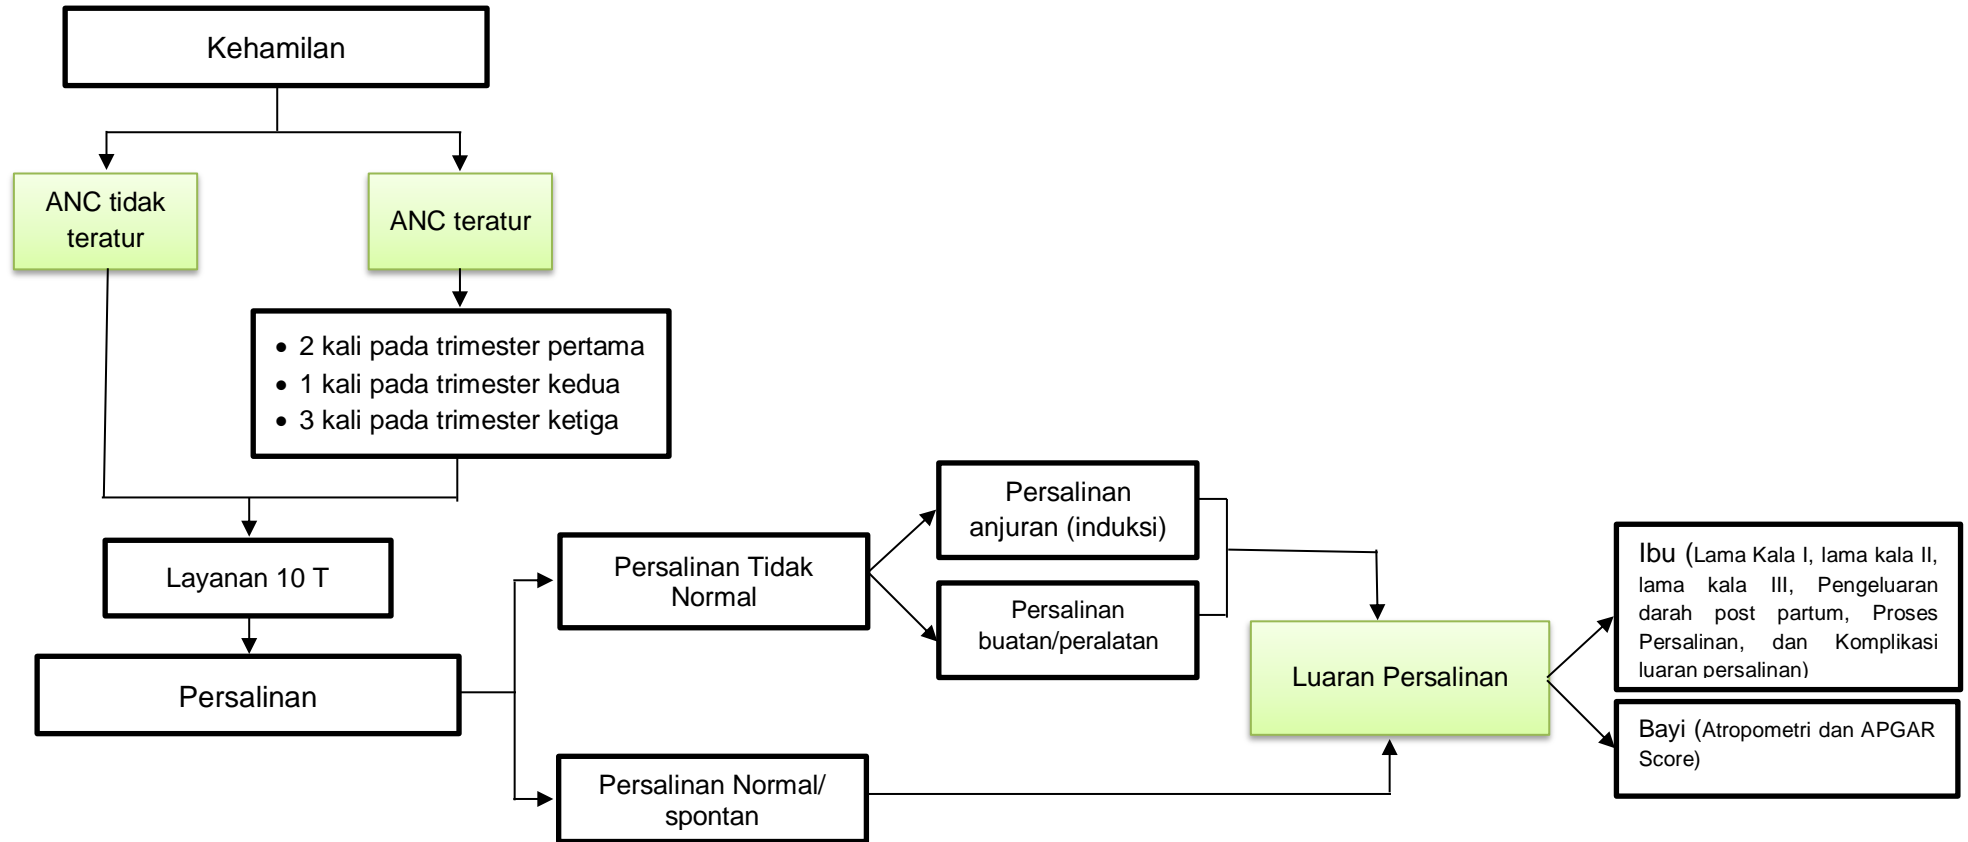 Kehamilan
ANC tidak
teratur
ANC teratur
• 2 kali pada trimester pertama
• 1 kali pada trimester kedua
• 3 kali pada trimester ketiga
Layanan 10 T
Persalinan
Persalinan Tidak
Normal
Persalinan Normal/
spontan
Persalinan
anjuran (induksi)
Persalinan
buatan/peralatan
Luaran Persalinan
Ibu (Lama Kala I, lama kala II,
lama kala III, Pengeluaran
darah post partum, Proses
Persalinan, dan Komplikasi
luaran persalinan)
Bayi (Atropometri dan APGAR
Score)